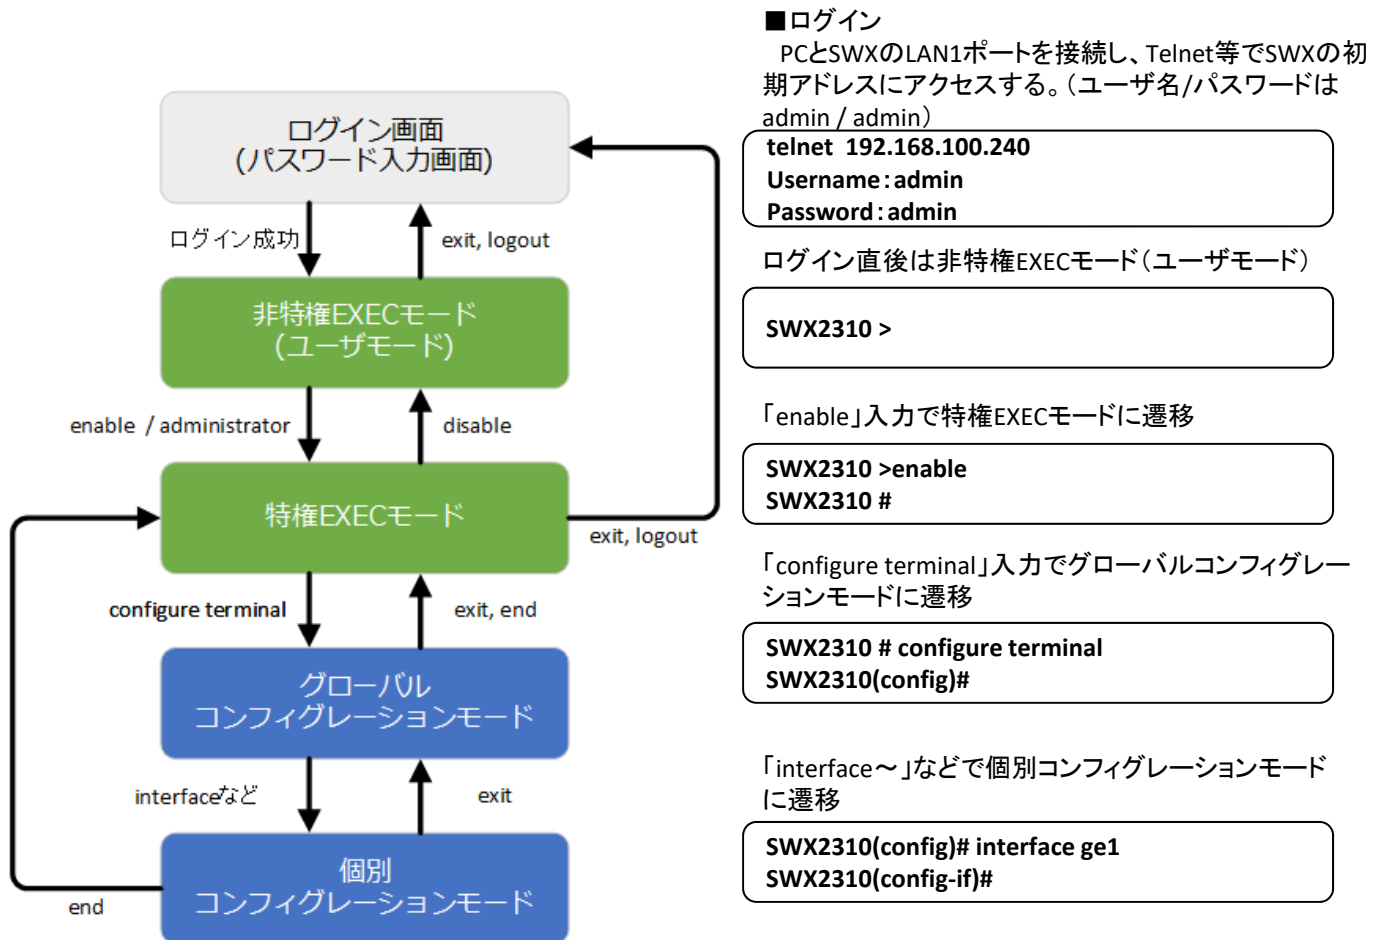 ログイン画面
(パスワード入力画面)
ログイン成功
exit, logout
非特権EXECモード
(ユーザモード)
enable / administrator
disable
特権EXECモード
exit, logout
configure terminal
exit, end
グローバル
コンフィグレーションモード
interfaceなど
exit
個別
コンフィグレーションモード
end
■ログイン
PCとSWXのLAN1ポートを接続し、Telnet等でSWXの初
期アドレスにアクセスする。（ユーザ名/パスワードは
admin / admin）
telnet 192.168.100.240
Username：admin
Password：admin
ログイン直後は非特権EXECモード（ユーザモード）
SWX2310 >
「enable」入力で特権EXECモードに遷移
SWX2310 >enable
SWX2310 #
「configure terminal」入力でグローバルコンフィグレー
ションモードに遷移
SWX2310 # configure terminal
SWX2310(config)#
「interface～」などで個別コンフィグレーションモード
に遷移
SWX2310(config)# interface ge1
SWX2310(config-if)#